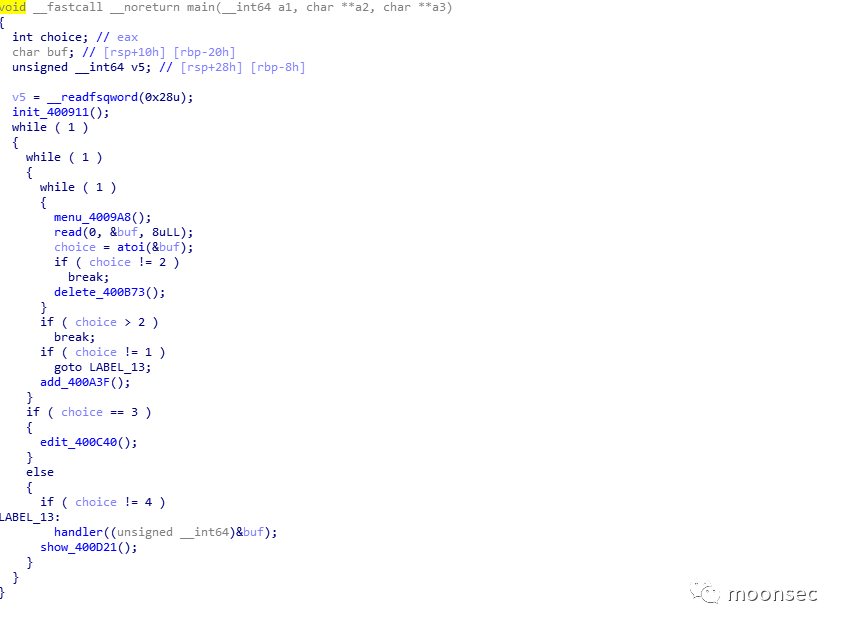 void __fastcall __noreturn main(__int64 a1, char **a2, char **a3)
{
  int choice; // eax
  char buf; // [rsp+10h] [rbp-20h]
  unsigned __int64 v5; // [rsp+28h] [rbp-8h]

  v5 = __readfsqword(0x28u);
  init_400911();
  while ( 1 )
  {
    while ( 1 )
    {
      while ( 1 )
      {
        menu_4009A8();
        read(0, &buf, 8uLL);
        choice = atoi(&buf);
        if ( choice != 2 )
          break;
        delete_400B73();
      }
      if ( choice > 2 )
        break;
      if ( choice != 1 )
        goto LABEL_13;
      add_400A3F();
    }
    if ( choice == 3 )
    {
      edit_400C40();
    }
    else
    {
      if ( choice != 4 )
LABEL_13:
        handler((unsigned __int64)&buf);
      show_400D21();
    }
  }
}
moonsec